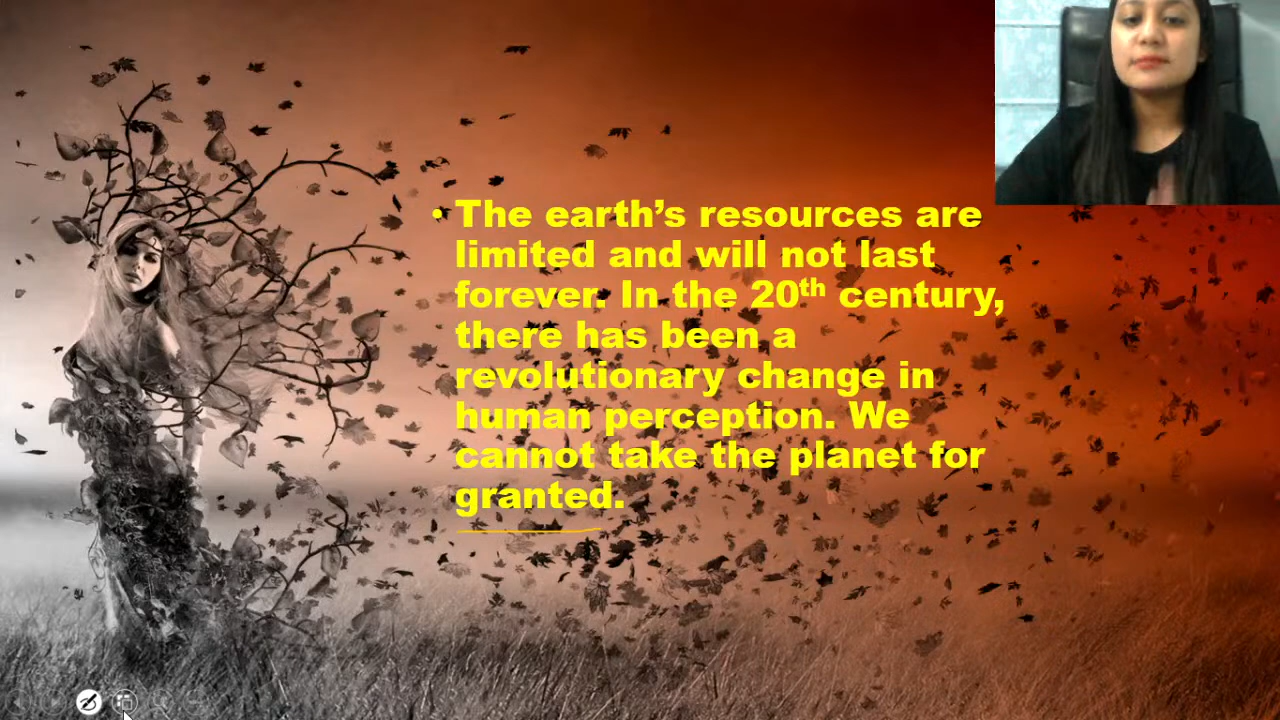 • The earth’s resources are
limited and will not last
forever. In the 20th century,
there has been a
revolutionary change in
human perception. We
cannot take the planet for
granted.